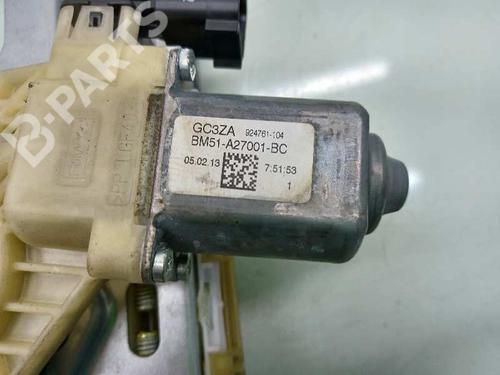 B-PARTS
GC3ZA 924761-104
BM51-A27001-BC
05.02.13 7:51:53
1